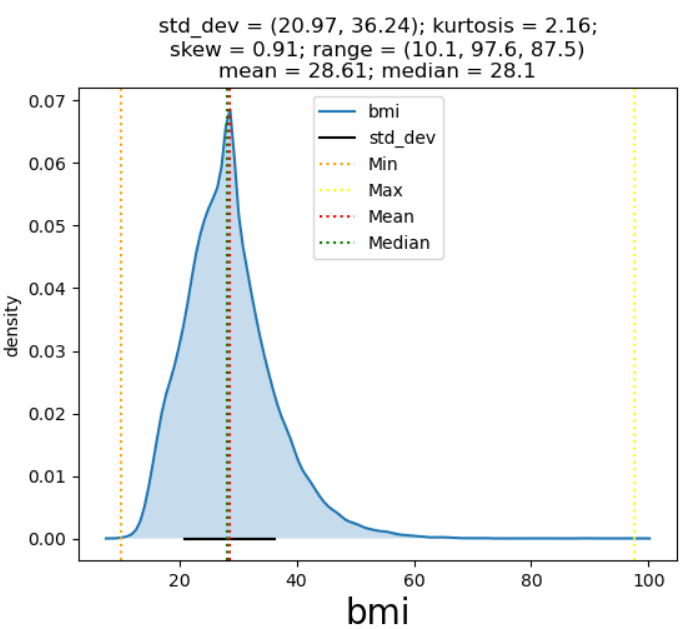 std_dev = (20.97, 36.24); kurtosis = 2.16;
skew = 0.91; range = (10.1, 97.6, 87.5)
mean = 28.61; median = 28.1
0.07
0.06
0.05
0.04
0.03
0.02
0.01
0.00
density
bmi
std_dev
Min
Max
Mean
Median
20
40
60
80
100
bmi